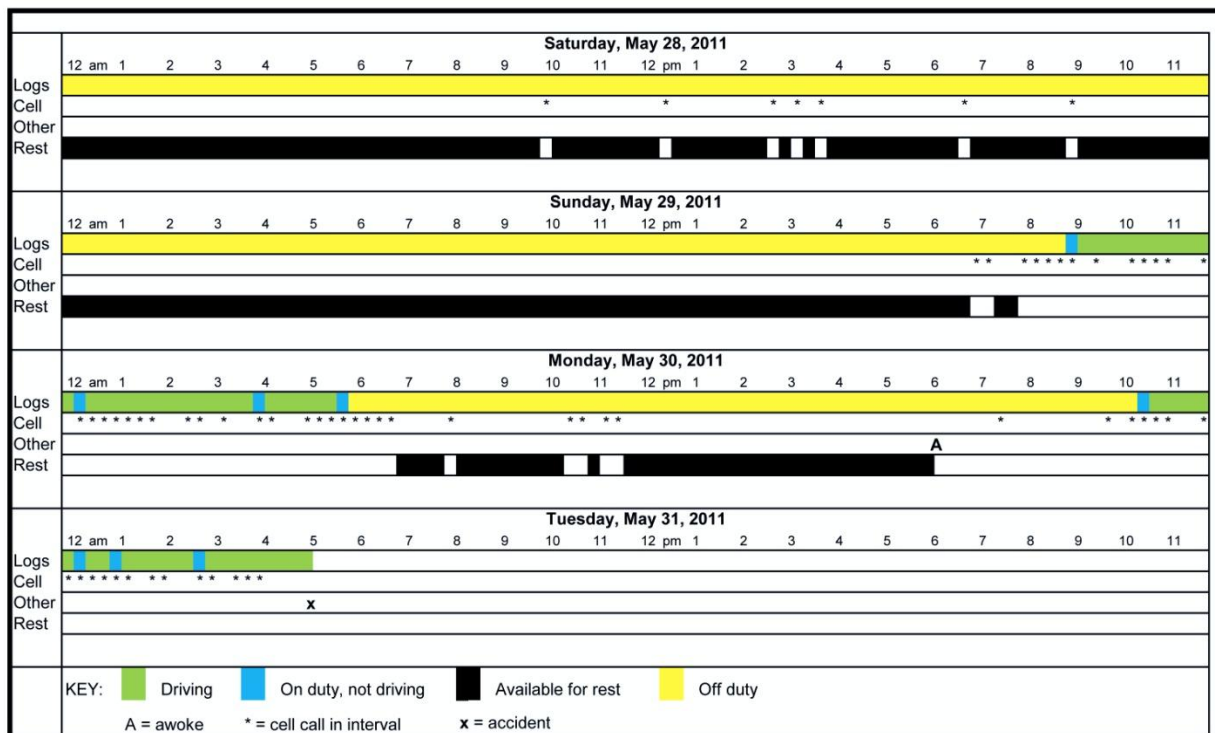 Saturday, May 28, 2011
12 am 1 2 3 4 5 6 7 8 9 10 11 12 pm 1 2 3 4 5 6 7 8 9 10 11
Logs
Cell * * * * * * *
Other
Rest
Sunday, May 29, 2011
12 am 1 2 3 4 5 6 7 8 9 10 11 12 pm 1 2 3 4 5 6 7 8 9 10 11
Logs
Cell * * * * * * * * * * * * *
Other
Rest
Monday, May 30, 2011
12 am 1 2 3 4 5 6 7 8 9 10 11 12 pm 1 2 3 4 5 6 7 8 9 10 11
Logs
Cell * * * * * * * * * * * * * * * * * * * * * * * * * * * * * * *
Other A
Rest
Tuesday, May 31, 2011
12 am 1 2 3 4 5 6 7 8 9 10 11 12 pm 1 2 3 4 5 6 7 8 9 10 11
Logs
Cell * * * * * * * * * * * * *
Other x
Rest
KEY: Driving On duty, not driving Available for rest Off duty
A = awoke * = cell call in interval x = accident